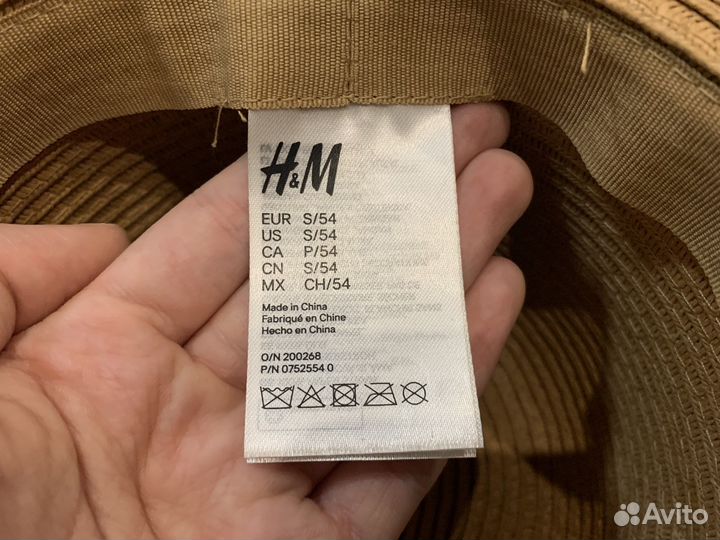 H&M
EUR S/54
US S/54
CA P/54
CN S/54
MX CH/54
Made in China
Fabriqué en Chine
Hecho en China
O/N 200268
P/N 0752554 0
Avito